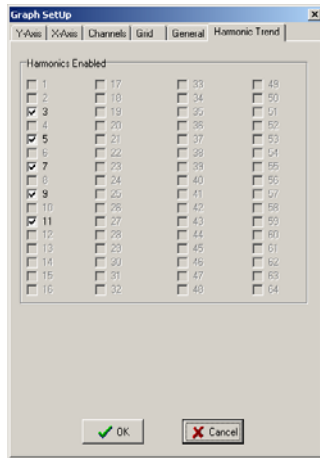 Graph SetUp
Y-Axis X-Axis Channels Grid General Harmonic Trend
Harmonics Enabled
1 17 33 49
2 18 34 50
3 19 35 51
4 20 36 52
5 21 37 53
6 22 38 54
7 23 39 55
8 24 40 56
9 25 41 57
10 26 42 58
11 27 43 59
12 28 44 60
13 29 45 61
14 30 46 62
15 31 47 63
16 32 48 64
OK Cancel